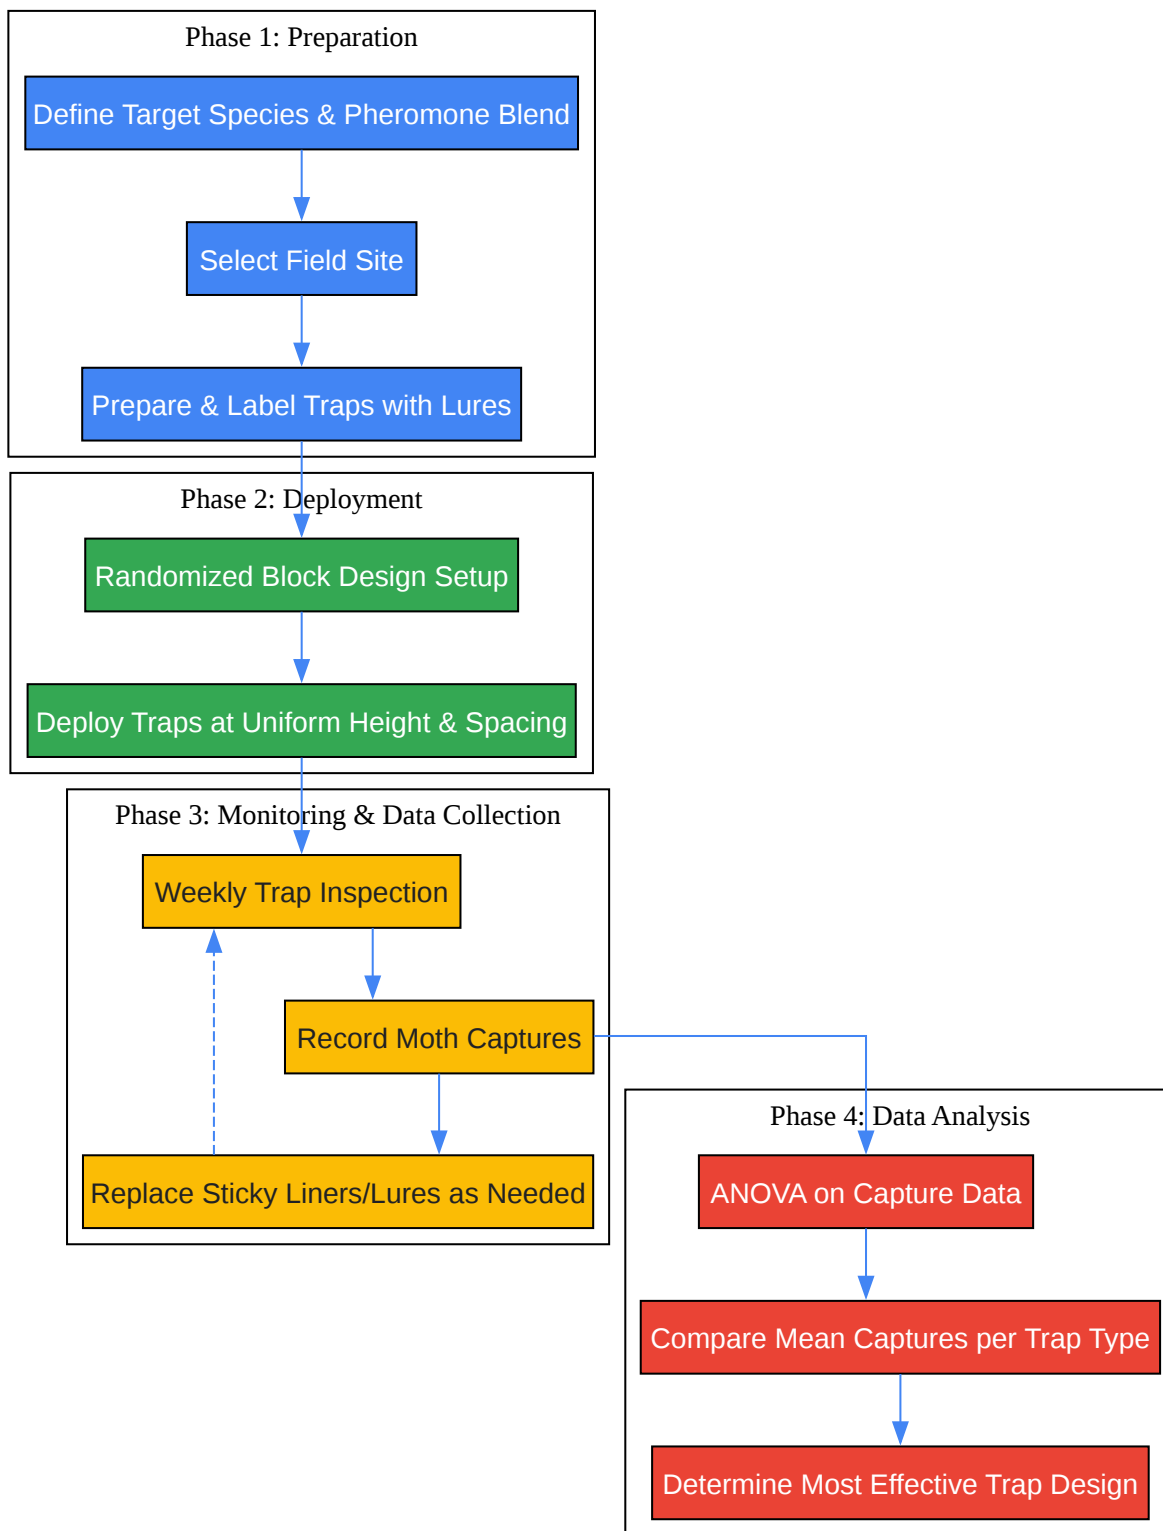 Phase 1: Preparation
Define Target Species & Pheromone Blend
Select Field Site
Prepare & Label Traps with Lures
Phase 2: Deployment
Randomized Block Design Setup
Deploy Traps at Uniform Height & Spacing
Phase 3: Monitoring & Data Collection
Weekly Trap Inspection
Record Moth Captures
Replace Sticky Liners/Lures as Needed
Phase 4: Data Analysis
ANOVA on Capture Data
Compare Mean Captures per Trap Type
Determine Most Effective Trap Design